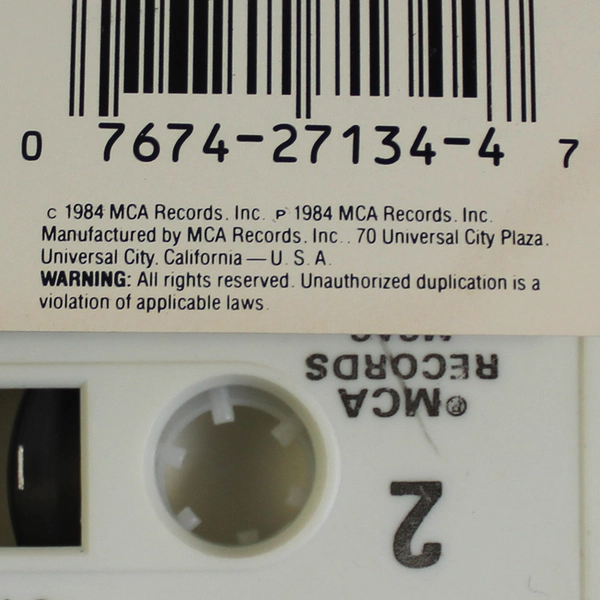 0 7674-27134-4 7
C 1984 MCA Records, Inc. P 1984 MCA Records, Inc.
Manufactured by MCA Records, Inc., 70 Universal City Plaza,
Universal City, California — U.S.A.
WARNING: All rights reserved. Unauthorized duplication is a
violation of applicable laws.
2
®MCA
RECORDS